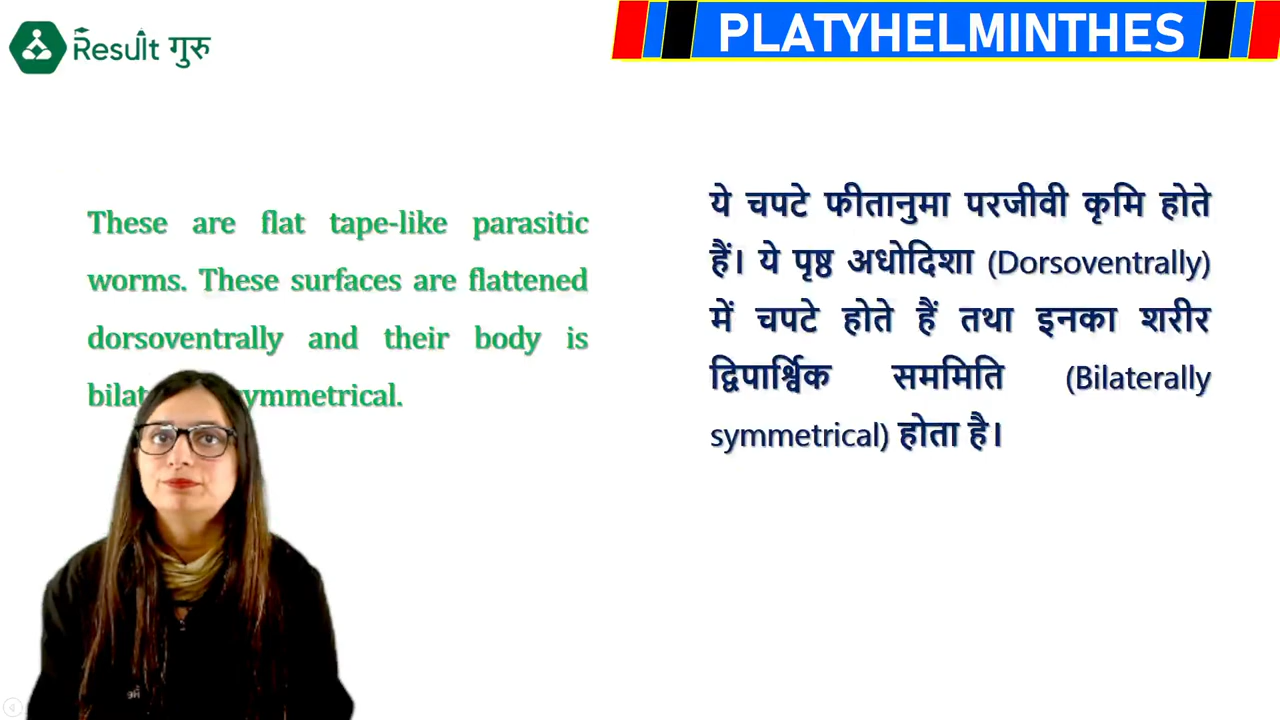 Result गुरु
PLATYHELMINTHES
These are flat tape-like parasitic
worms. These surfaces are flattened
dorsoventrally and their body is
symmetrical.
ये चपटे फीतानुमा परजीवी कृमि होते
हैं। ये पृष्ठ अधोदिशा (Dorsoventrally)
में चपटे होते हैं तथा इनका शरीर
द्विपार्श्विक सममिति (Bilaterally
symmetrical) होता है।